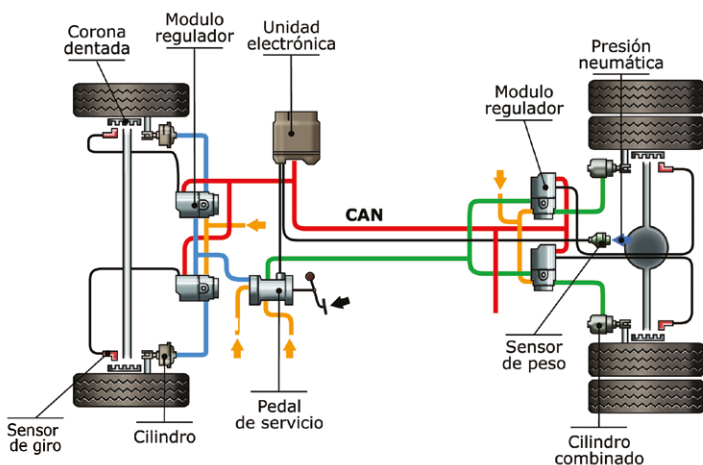 Corona
dentada
Modulo
regulador
Unidad
electrónica
Presión
neumática
Modulo
regulador
CAN
Sensor
de giro
Cilindro
Pedal
de servicio
Sensor
de peso
Cilindro
combinado